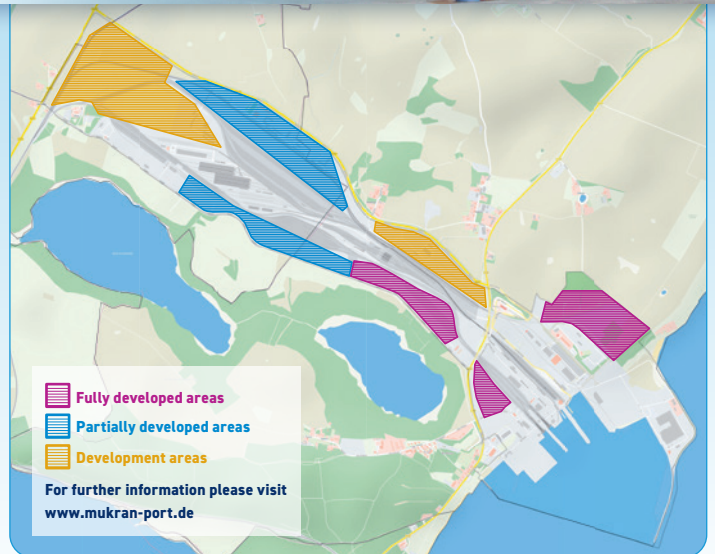 Fully developed areas
Partially developed areas
Development areas
For further information please visit
www.mukran-port.de